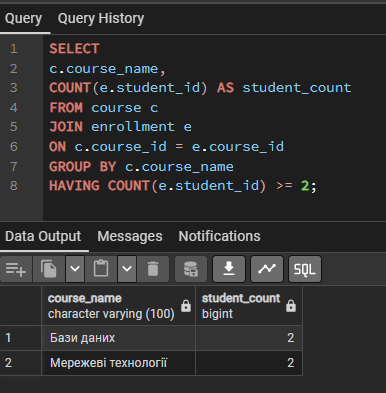 Query Query History
1 SELECT
2 c.course_name,
3 COUNT(e.student_id) AS student_count
4 FROM course c
5 JOIN enrollment e
6 ON c.course_id = e.course_id
7 GROUP BY c.course_name
8 HAVING COUNT(e.student_id) >= 2;
Data Output Messages Notifications
SQL
course_name student_count
character varying (100) bigint
1 Бази даних 2
2 Мережеві технології 2